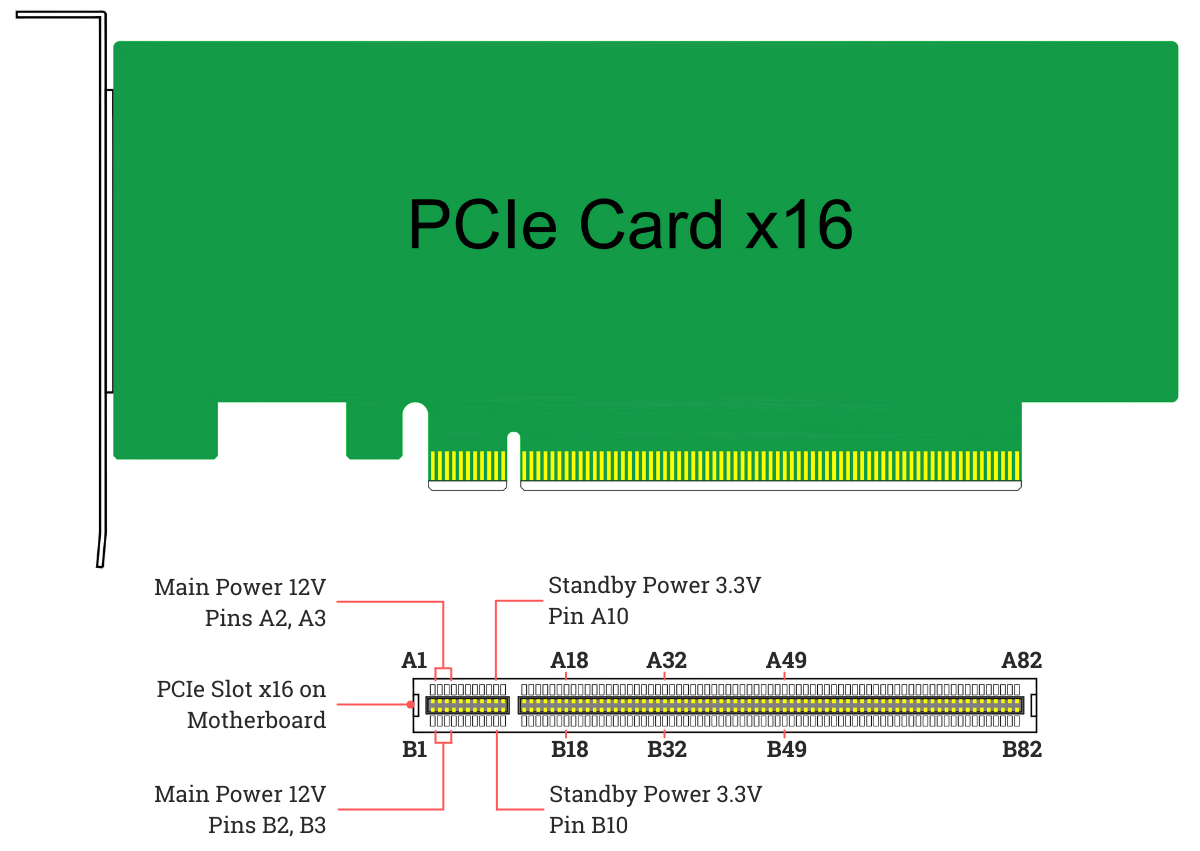 PCIe Card x16
Main Power 12V
Pins A2, A3
Standby Power 3.3V
Pin A10
A1
A18
A32
A49
A82
PCIe Slot x16 on
Motherboard
B1
B18
B32
B49
B82
Main Power 12V
Pins B2, B3
Standby Power 3.3V
Pin B10